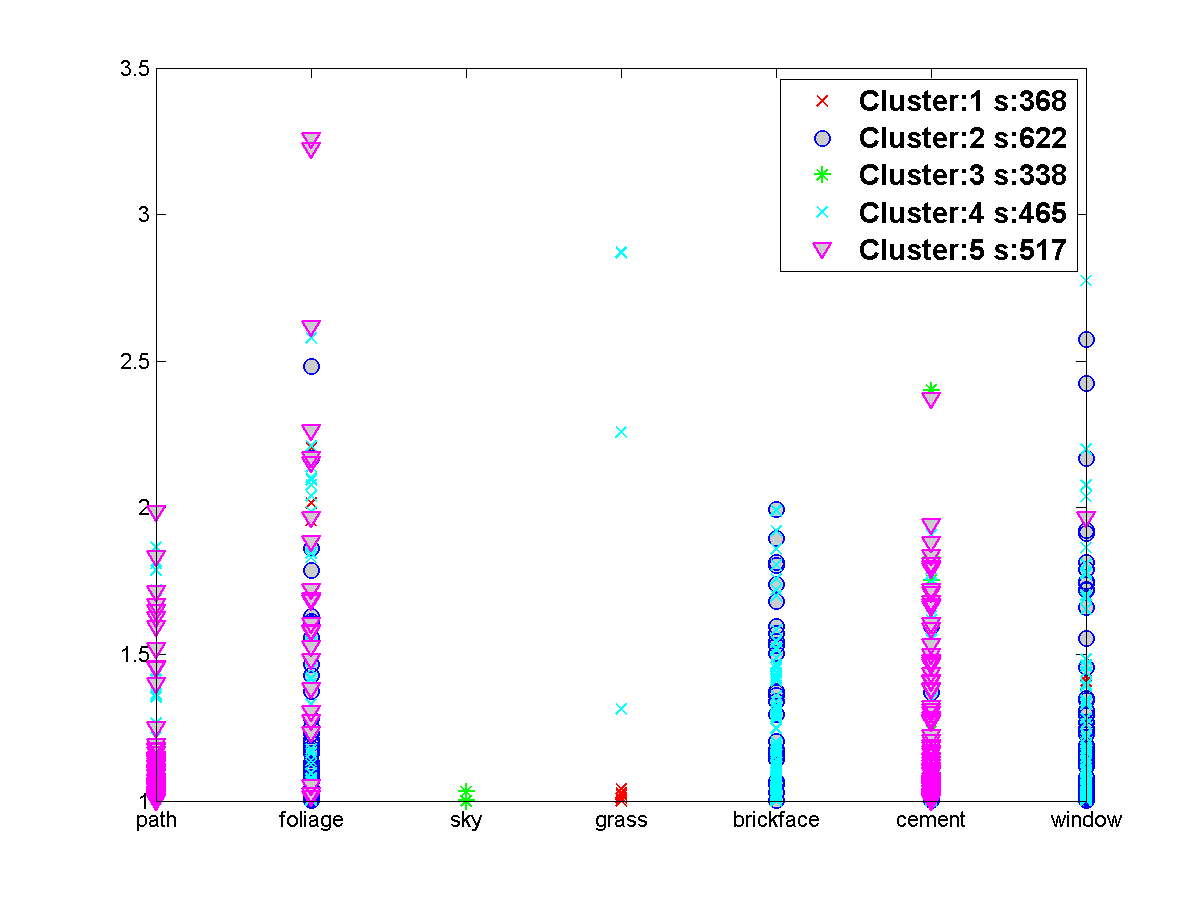 3.5
3
2.5
2
1.5
1
path foliage sky grass brickface cement window
Cluster:1 s:368
Cluster:2 s:622
Cluster:3 s:338
Cluster:4 s:465
Cluster:5 s:517